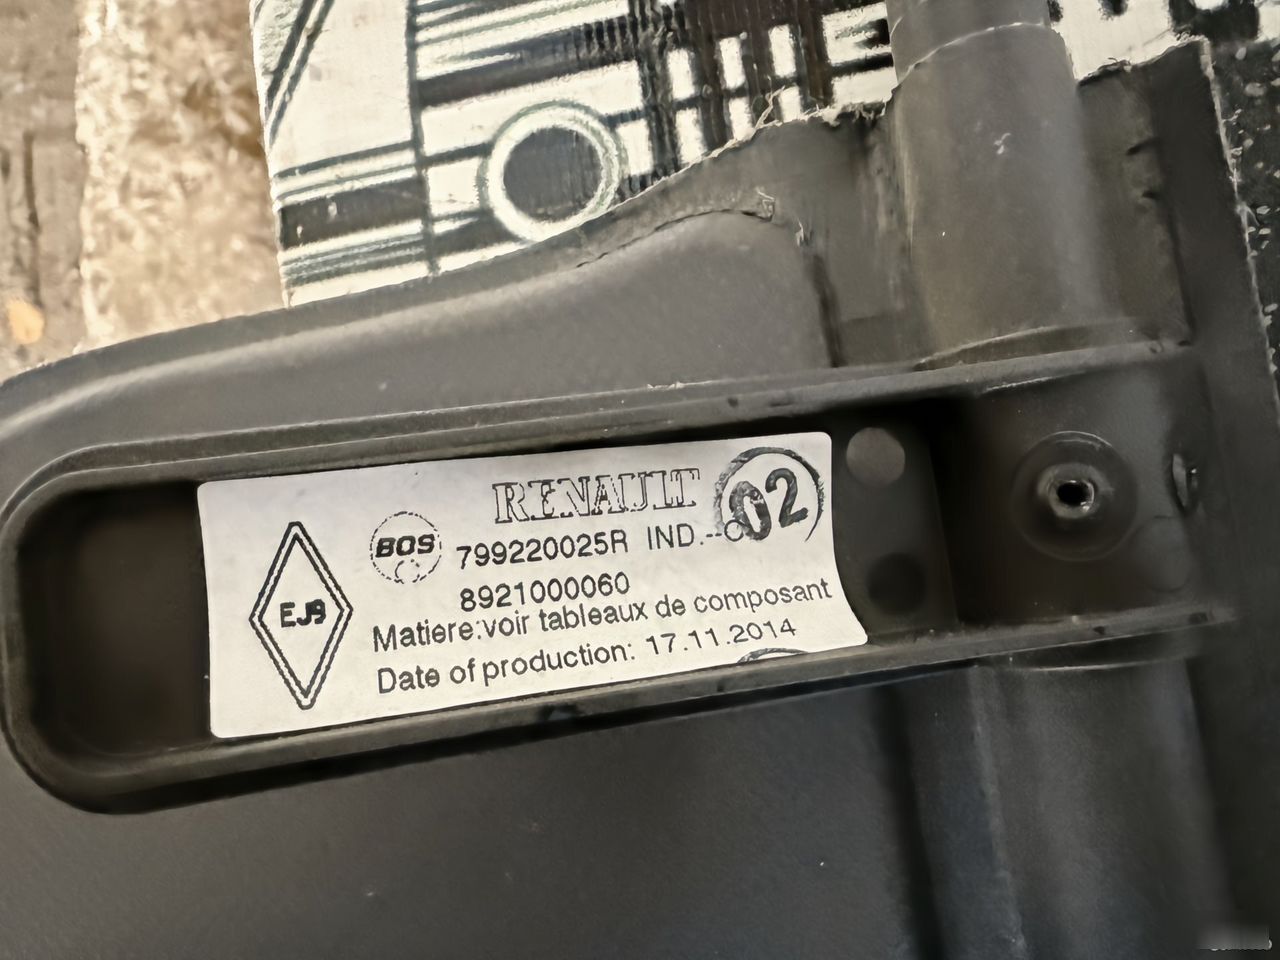 RENAULT
02
BOS
799220025R IND.--C
8921000060
EJ9
Matiere:voir tableaux de composant
Date of production: 17.11.2014